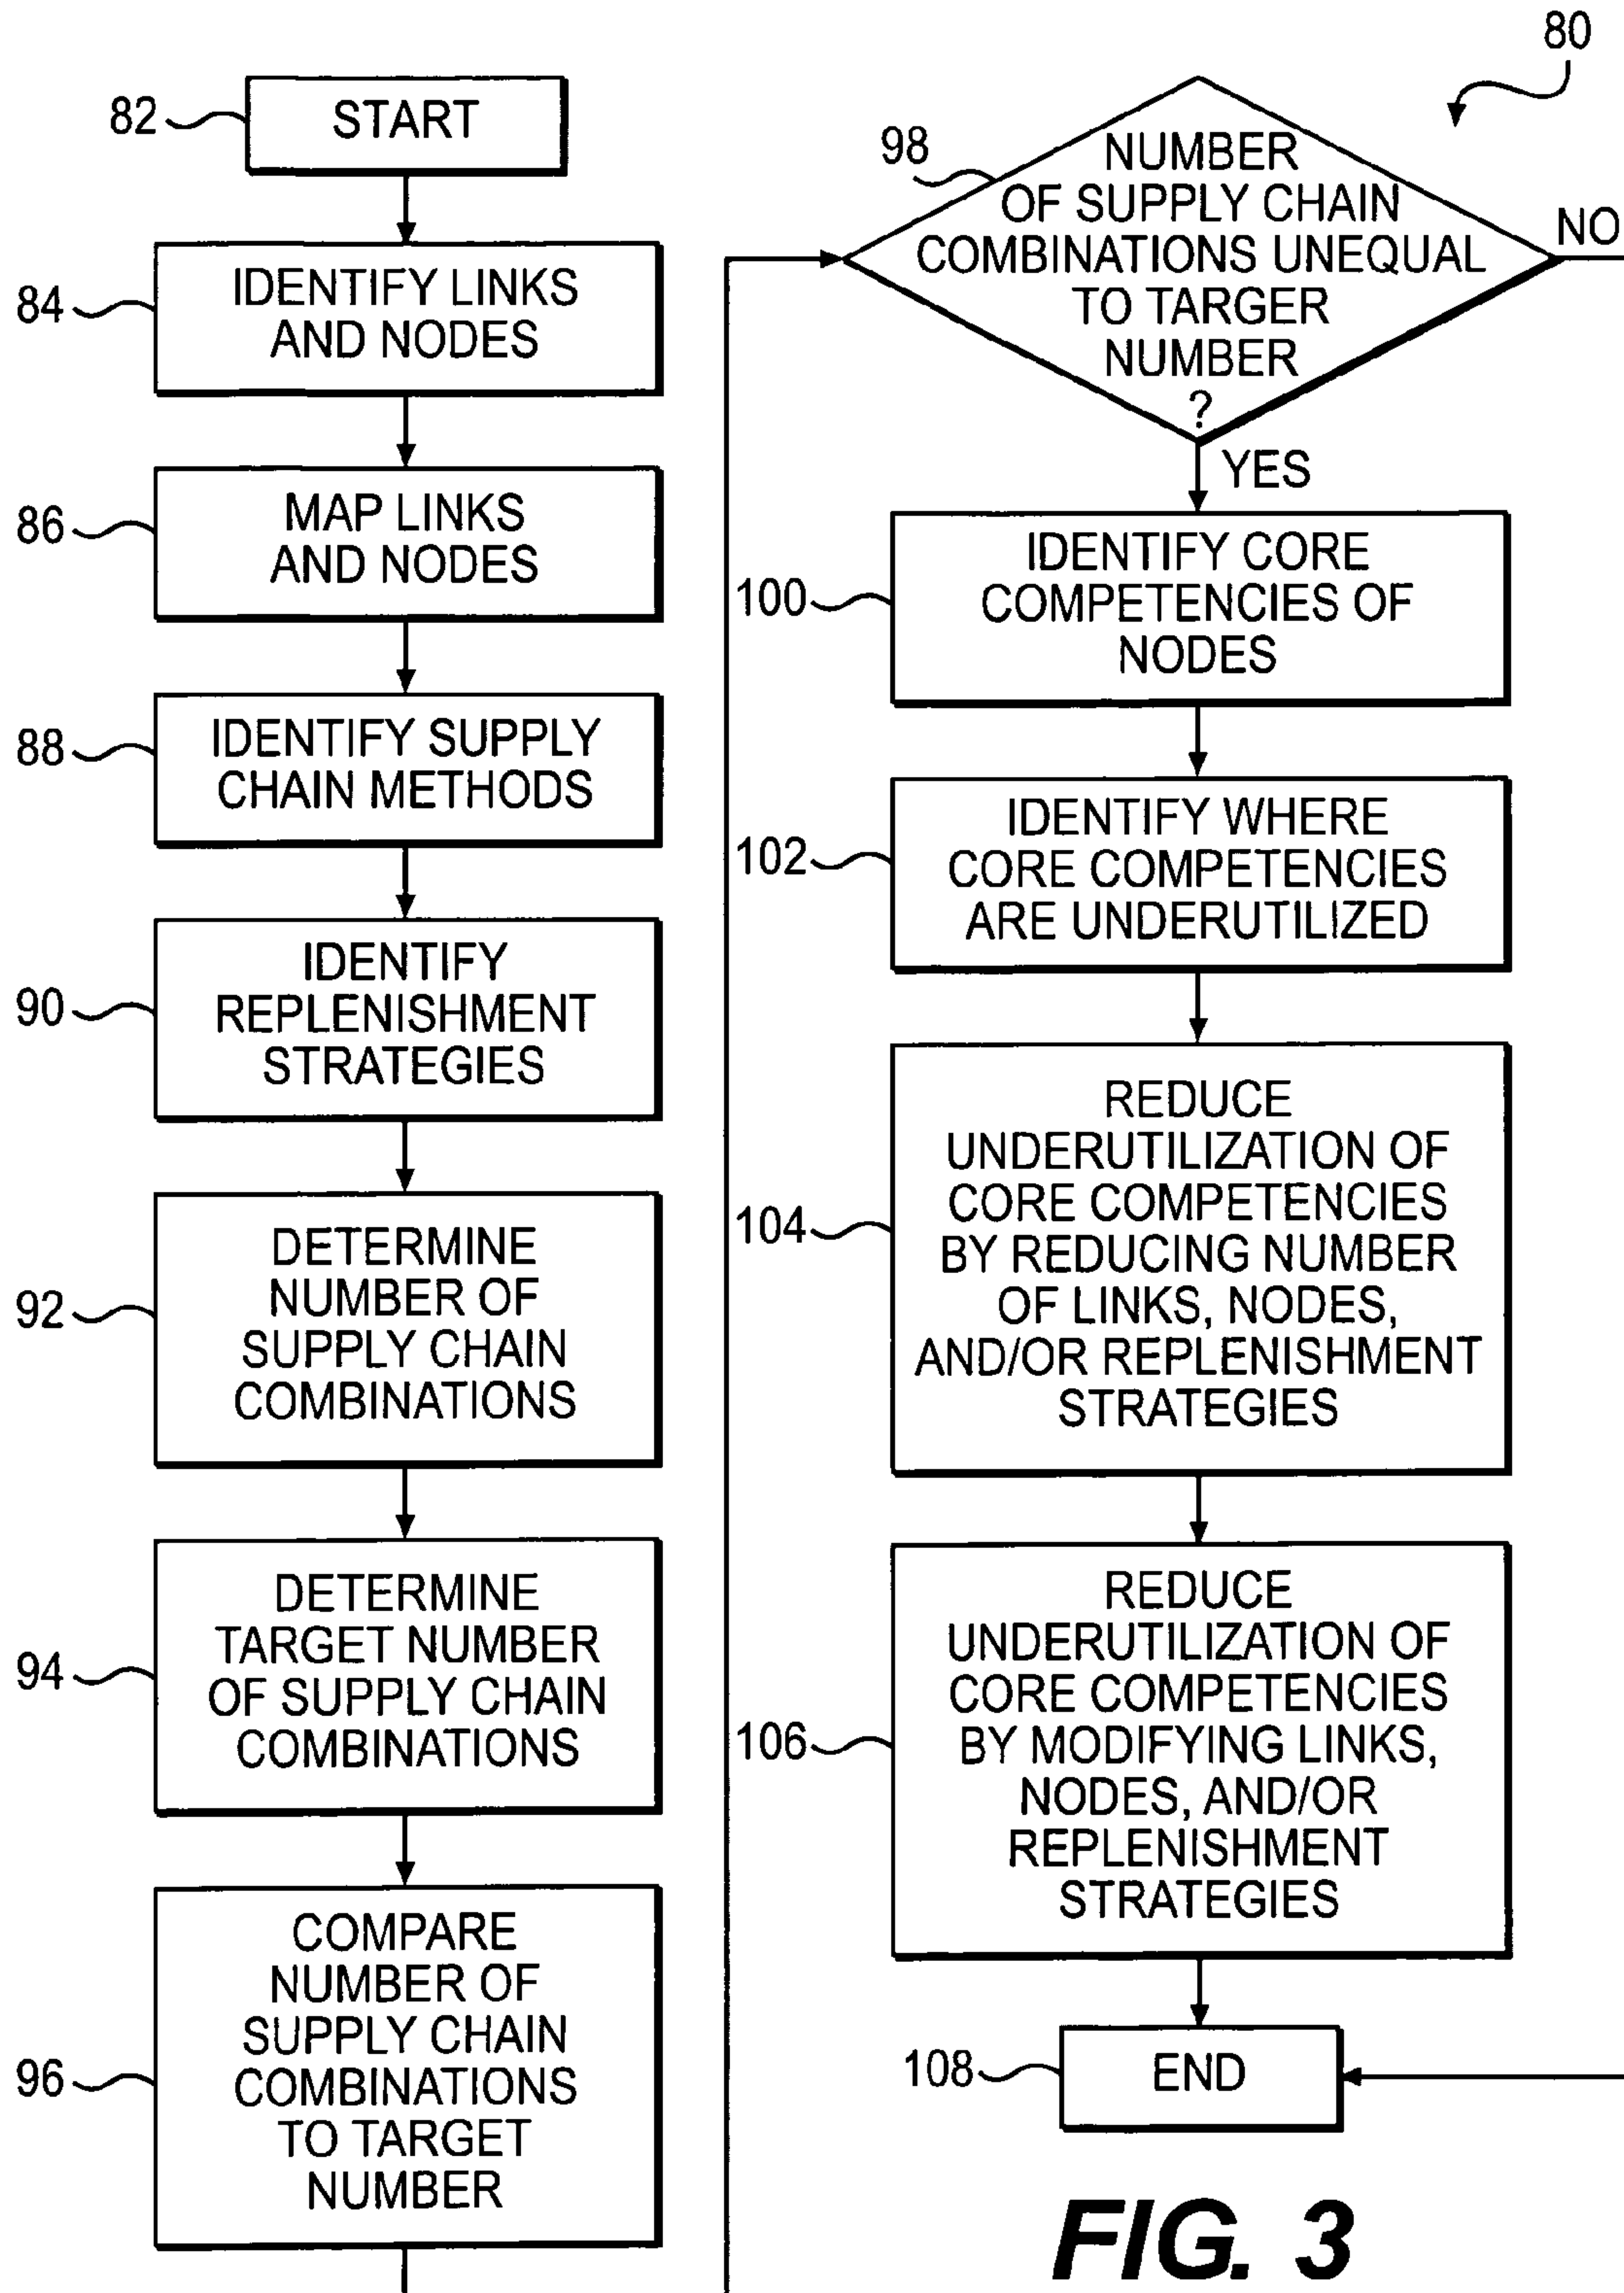 82
START
84
IDENTIFY LINKS
AND NODES
86
MAP LINKS
AND NODES
88
IDENTIFY SUPPLY
CHAIN METHODS
90
IDENTIFY
REPLENISHMENT
STRATEGIES
92
DETERMINE
NUMBER OF
SUPPLY CHAIN
COMBINATIONS
94
DETERMINE
TARGET NUMBER
OF SUPPLY CHAIN
COMBINATIONS
96
COMPARE
NUMBER OF
SUPPLY CHAIN
COMBINATIONS
TO TARGET
NUMBER
80
98
NUMBER
OF SUPPLY CHAIN
COMBINATIONS UNEQUAL
TO TARGER
NUMBER
?
NO
YES
100
IDENTIFY CORE
COMPETENCIES OF
NODES
102
IDENTIFY WHERE
CORE COMPETENCIES
ARE UNDERUTILIZED
104
REDUCE
UNDERUTILIZATION OF
CORE COMPETENCIES
BY REDUCING NUMBER
OF LINKS, NODES,
AND/OR REPLENISHMENT
STRATEGIES
106
REDUCE
UNDERUTILIZATION OF
CORE COMPETENCIES
BY MODIFYING LINKS,
NODES, AND/OR
REPLENISHMENT
STRATEGIES
108
END
FIG. 3